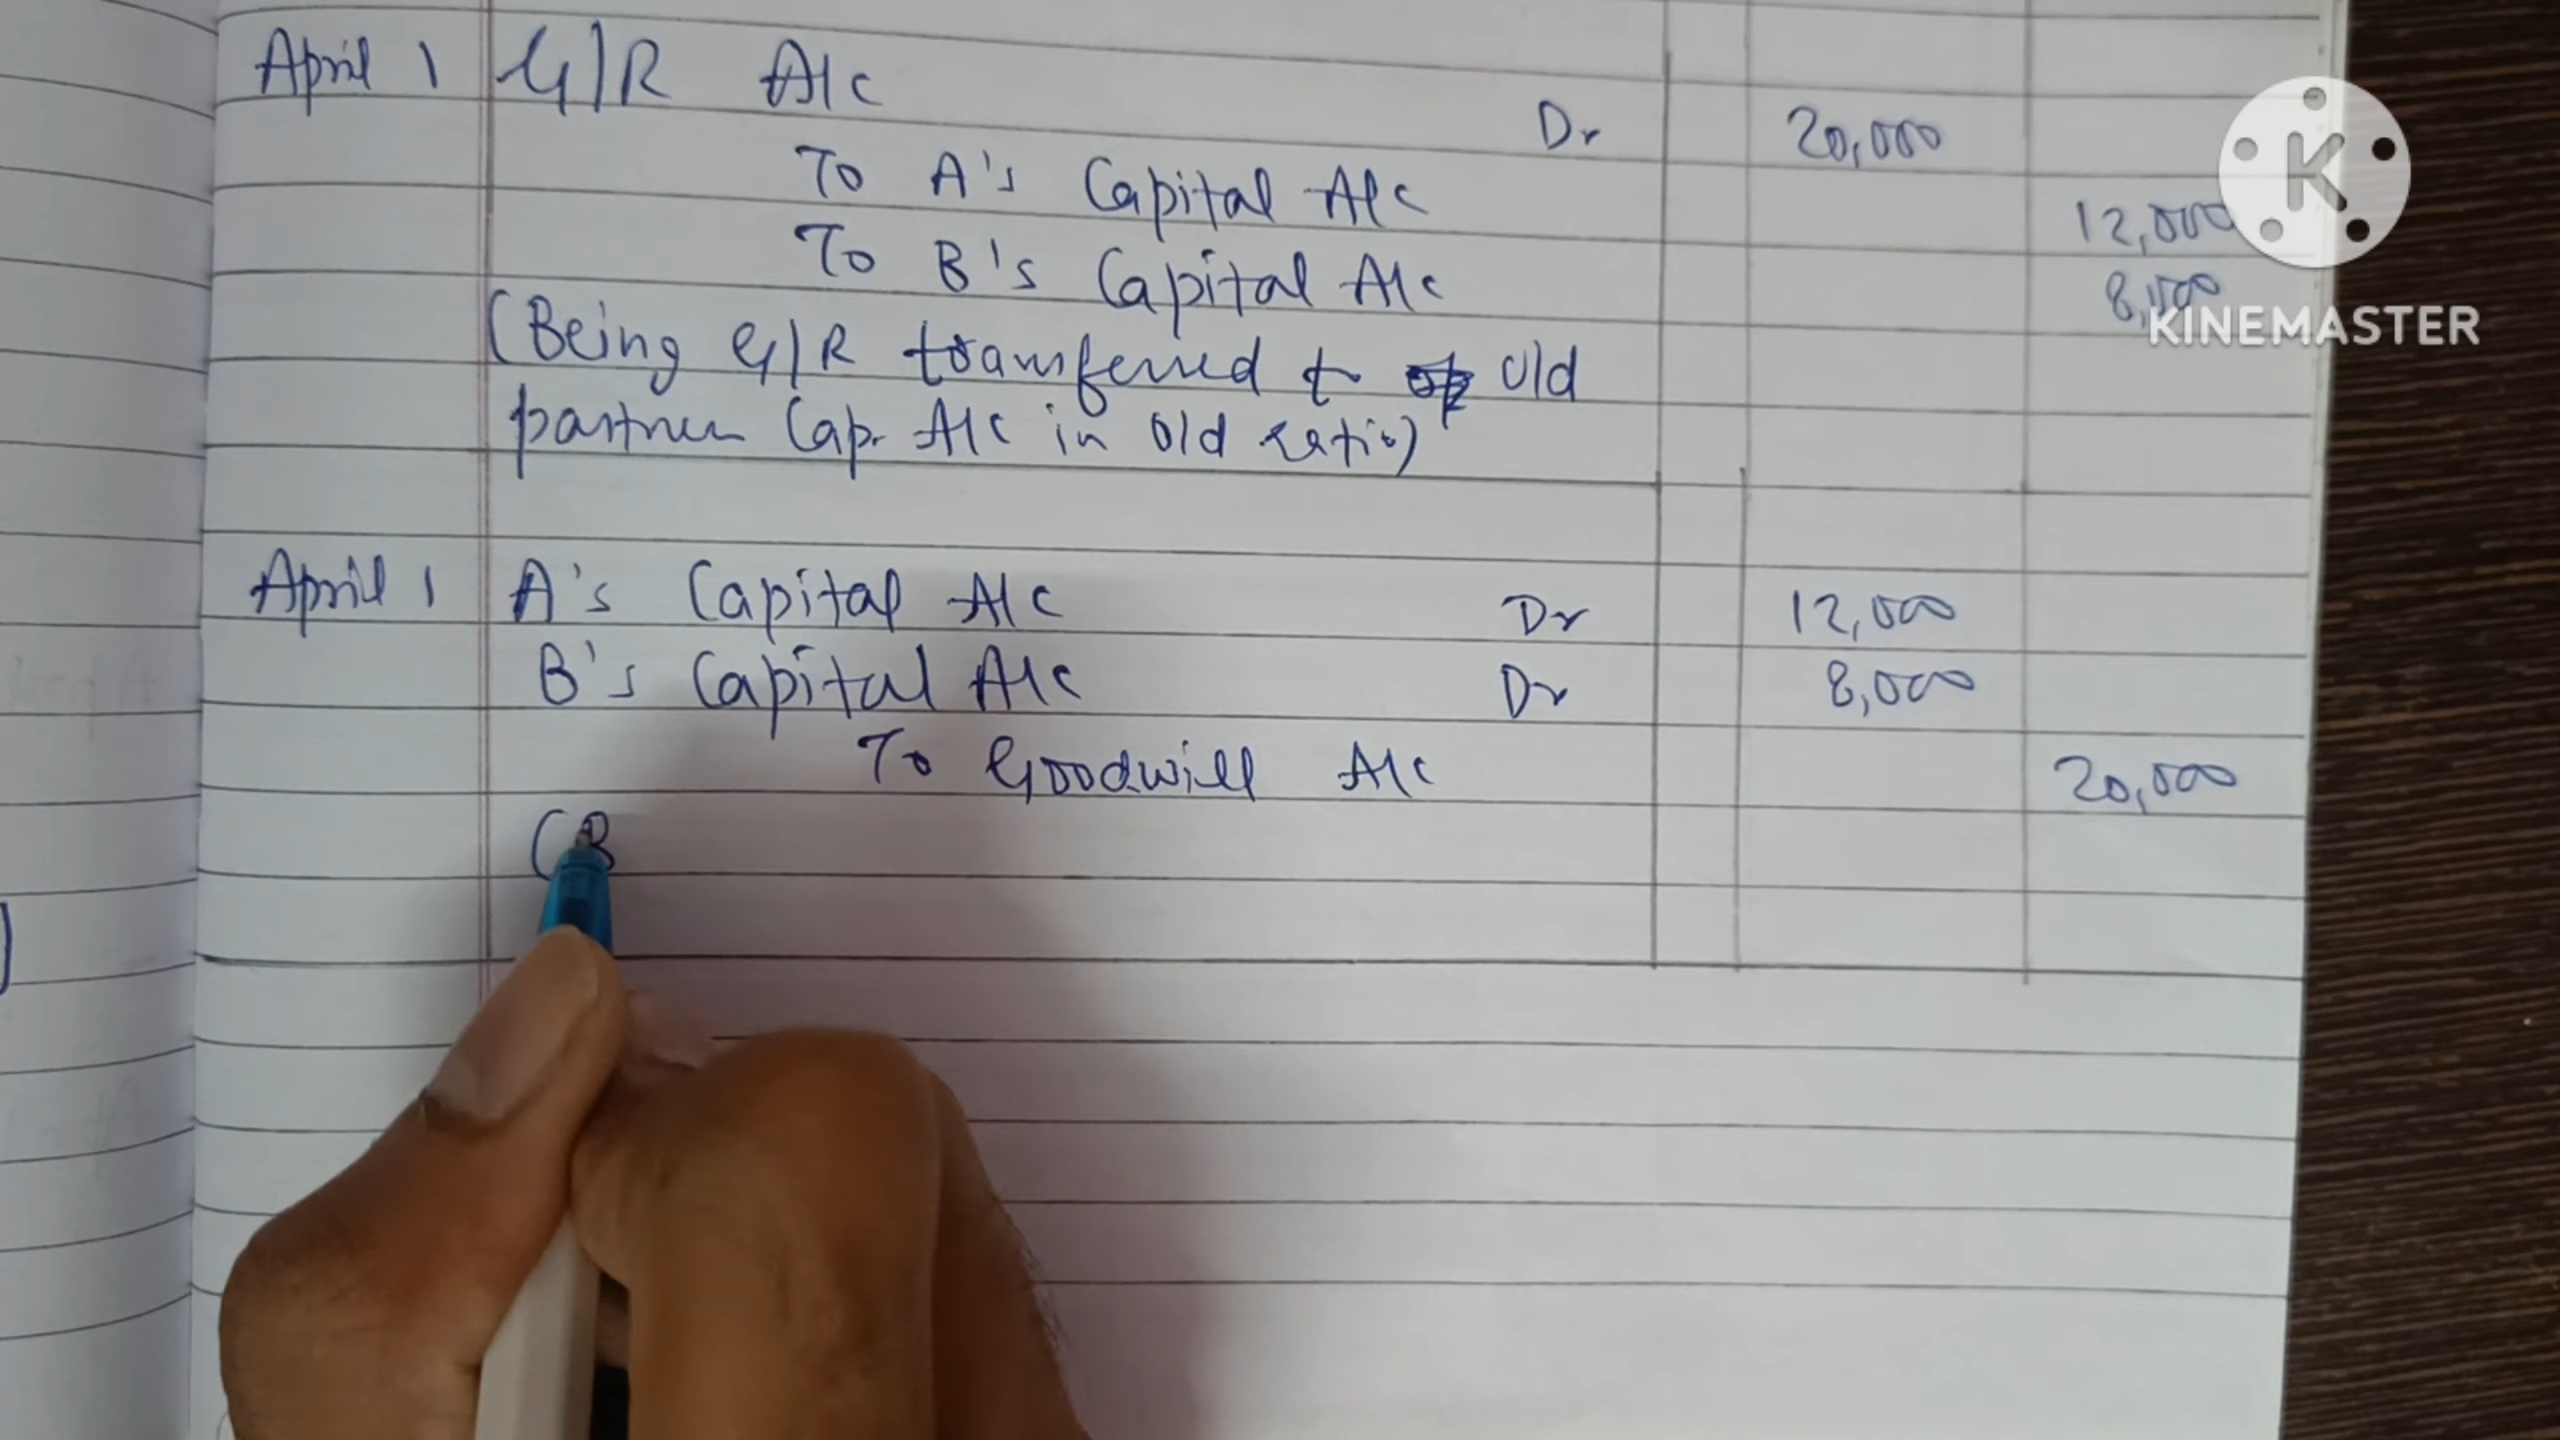 April 1 G/R A/c Dr 20,000
To A's Capital A/c 12,000
To B's Capital A/c 8,000
(Being G/R transferred to old
partner Cap. A/c in old ratio)
April 1 A's Capital A/c Dr 12,000
B's Capital A/c Dr 8,000
To Goodwill A/c 20,000
(B
K
KINEMASTER